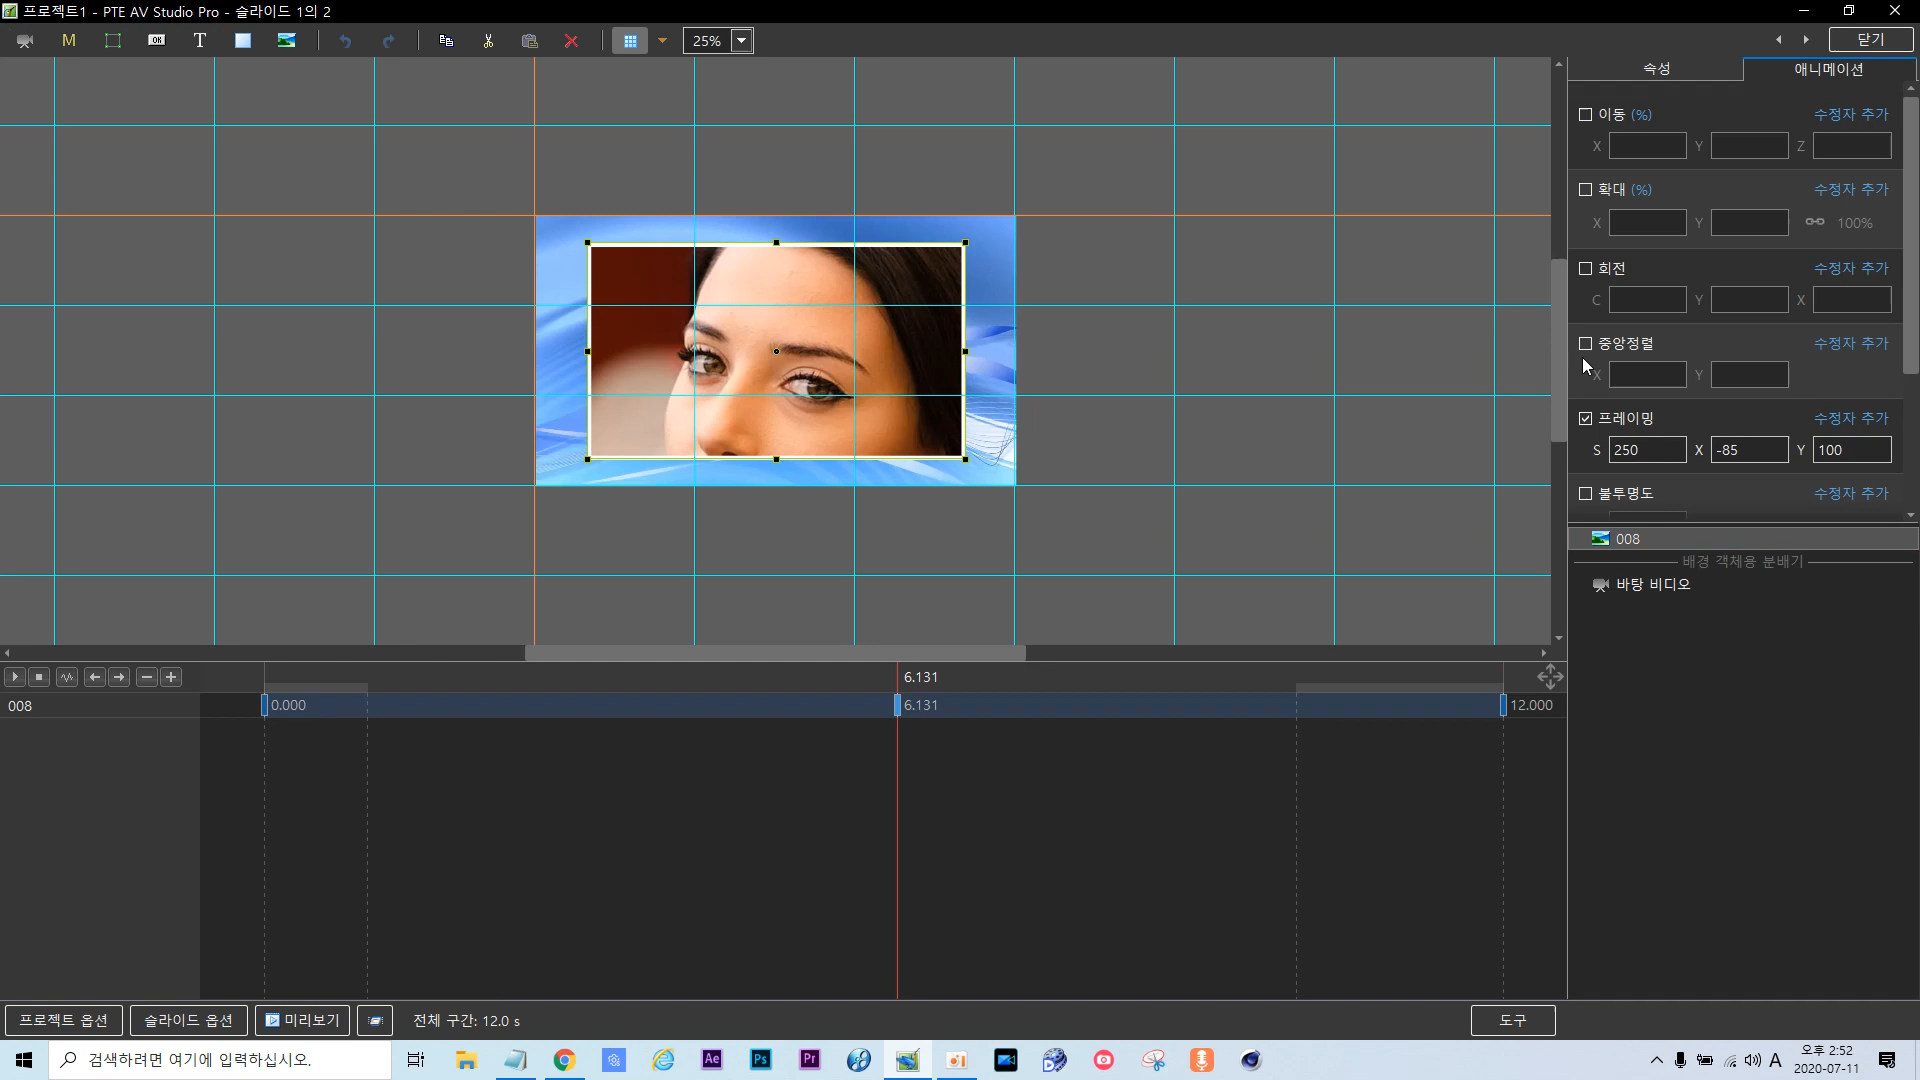 프로젝트1 - PTE AV Studio Pro - 슬라이드 1의 2
M OK T 25% 닫기
속성 애니메이션
이동 (%) 수정자 추가
X Y Z
확대 (%) 수정자 추가
X Y 100%
회전 수정자 추가
C Y X
중앙정렬 수정자 추가
X Y
프레이밍 수정자 추가
S 250 X -85 Y 100
불투명도 수정자 추가
008
배경 객체용 분배기
바탕 비디오
6.131
008 0.000 6.131 12.000
프로젝트 옵션 슬라이드 옵션 미리보기 전체 구간: 12.0 s 도구
검색하려면 여기에 입력하십시오. Ae Ps Pr A 오후 2:52
2020-07-11